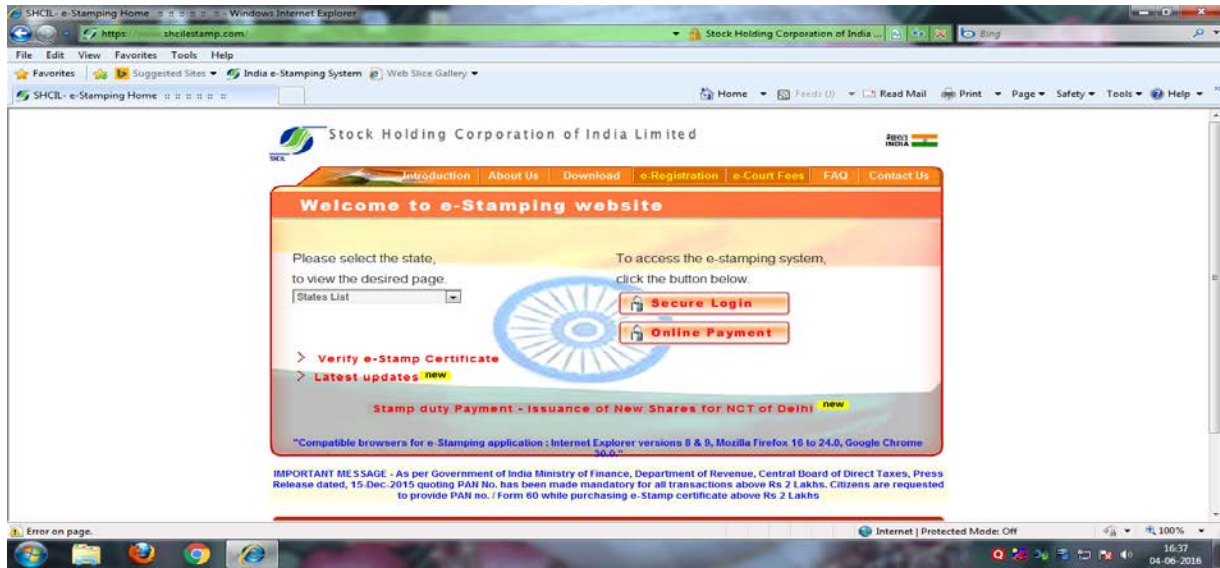 SHCIL- e-Stamping Home :: :: :: :: :: :: - Windows Internet Explorer
https://www.shcilestamp.com/
Stock Holding Corporation of India ...
Bing
File Edit View Favorites Tools Help
Favorites Suggested Sites India e-Stamping System Web Slice Gallery
SHCIL- e-Stamping Home :: :: :: :: :: ::
Home Feeds (J) Read Mail Print Page Safety Tools Help
SHCIL
Stock Holding Corporation of India Limited
INDIA
Introduction About Us Download e-Registration e-Court Fees FAQ Contact Us
Welcome to e-Stamping website
Please select the state,
to view the desired page.
States List
To access the e-stamping system,
click the button below.
Secure Login
Online Payment
> Verify e-Stamp Certificate
> Latest updates new
Stamp duty Payment - Issuance of New Shares for NCT of Delhi new
"Compatible browsers for e-Stamping application : Internet Explorer versions 8 & 9, Mozilla Firefox 16 to 24.0, Google Chrome
30.0."
IMPORTANT MESSAGE - As per Government of India Ministry of Finance, Department of Revenue, Central Board of Direct Taxes, Press
Release dated, 15-Dec-2015 quoting PAN No. has been made mandatory for all transactions above Rs 2 Lakhs. Citizens are requested
to provide PAN no. / Form 60 while purchasing e-Stamp certificate above Rs 2 Lakhs
Error on page.
Internet | Protected Mode: Off
100%
16:37
04-06-2016